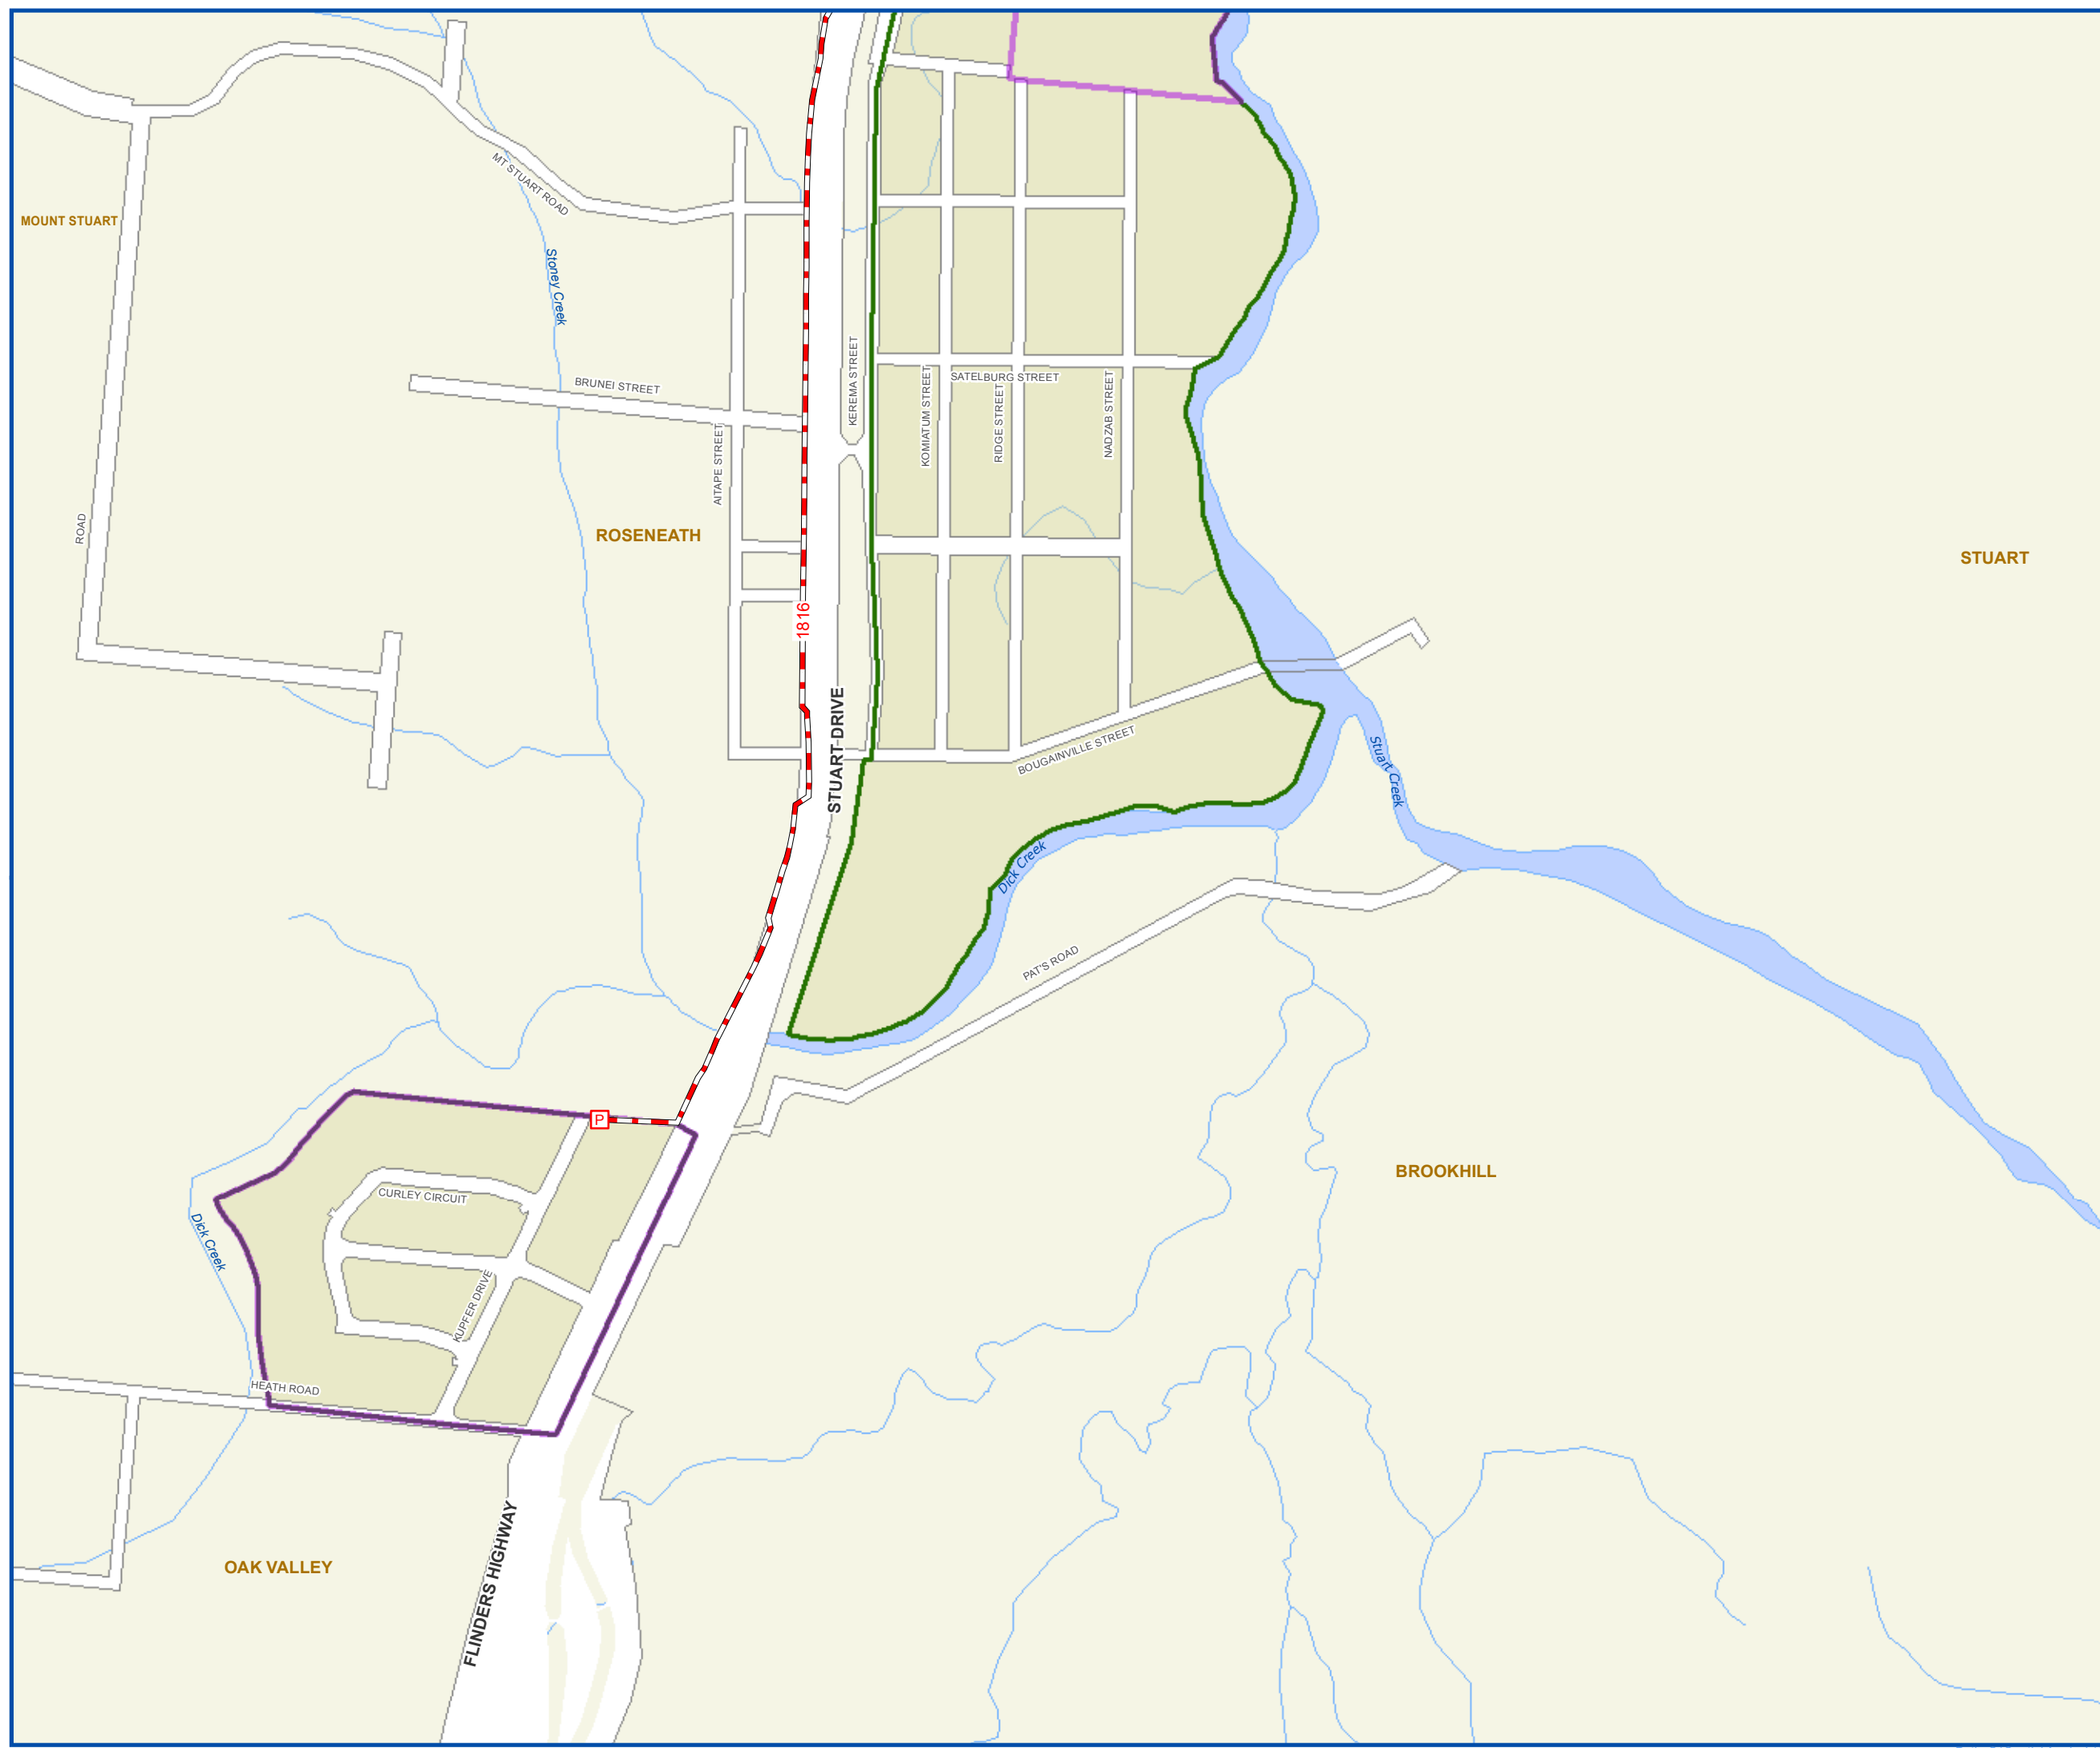 MT STUART ROAD
MOUNT STUART
Stoney Creek
KEREMA STREET
SATELBURG STREET
BRUNEI STREET
KOMIATUM STREET
RIDGE STREET
NADZAB STREET
AITAPE STREET
ROAD
ROSENEATH
STUART
1816
STUART DRIVE
BOUGAINVILLE STREET
Stuart Creek
Dick Creek
PAT'S ROAD
P
BROOKHILL
CURLEY CIRCUIT
Dick Creek
KUPFER DRIVE
HEATH ROAD
OAK VALLEY
FLINDERS HIGHWAY